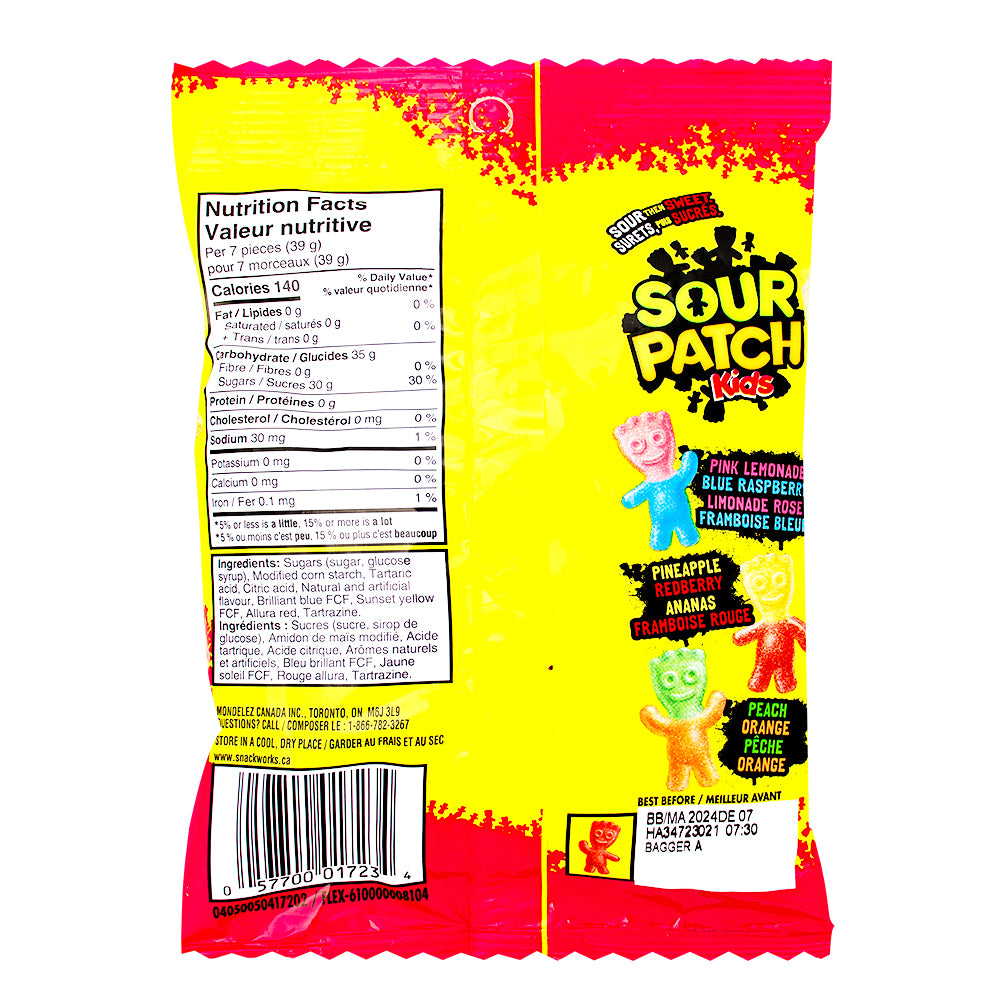 Nutrition Facts
Valeur nutritive
Per 7 pieces (39 g)
pour 7 morceaux (39 g)
Calories 140
% Daily Value*
% valeur quotidienne*
Fat / Lipides 0 g 0 %
saturated / saturés 0 g
+ Trans / trans 0 g 0 %
Carbohydrate / Glucides 35 g
Fibre / Fibres 0 g 0 %
Sugars / Sucres 30 g 30 %
Protein / Protéines 0 g
Cholesterol / Cholestérol 0 mg 0 %
Sodium 30 mg 1 %
Potassium 0 mg 0 %
Calcium 0 mg 0 %
Iron / Fer 0.1 mg 1 %
*5% or less is a little, 15% or more is a lot
*5 % ou moins c'est peu, 15 % ou plus c'est beaucoup
Ingredients: Sugars (sugar, glucose
syrup), Modified corn starch, Tartaric
acid, Citric acid, Natural and artificial
flavour, Brilliant blue FCF, Sunset yellow
FCF, Allura red, Tartrazine.
Ingrédients : Sucres (sucre, sirop de
glucose), Amidon de maïs modifié, Acide
tartrique, Acide citrique, Arômes naturels
et artificiels, Bleu brillant FCF, Jaune
soleil FCF, Rouge allura, Tartrazine.
MONDELEZ CANADA INC., TORONTO, ON M6J 3L9
QUESTIONS? CALL / COMPOSER LE : 1-866-782-3267
STORE IN A COOL, DRY PLACE / GARDER AU FRAIS ET AU SEC
www.snackworks.ca
0 57700 01723 4
04050050417202 / FLEX-610000008104
SOUR THEN SWEET.
SURETS, PUIS SUCRÉS.
SOUR
PATCH
Kids
PINK LEMONADE
BLUE RASPBERR
LIMONADE ROSE
FRAMBOISE BLEU
PINEAPPLE
REDBERRY
ANANAS
FRAMBOISE ROUGE
PEACH
ORANGE
PÊCHE
ORANGE
BEST BEFORE / MEILLEUR AVANT
BB/MA 2024DE 07
HA34723021 07:30
BAGGER A